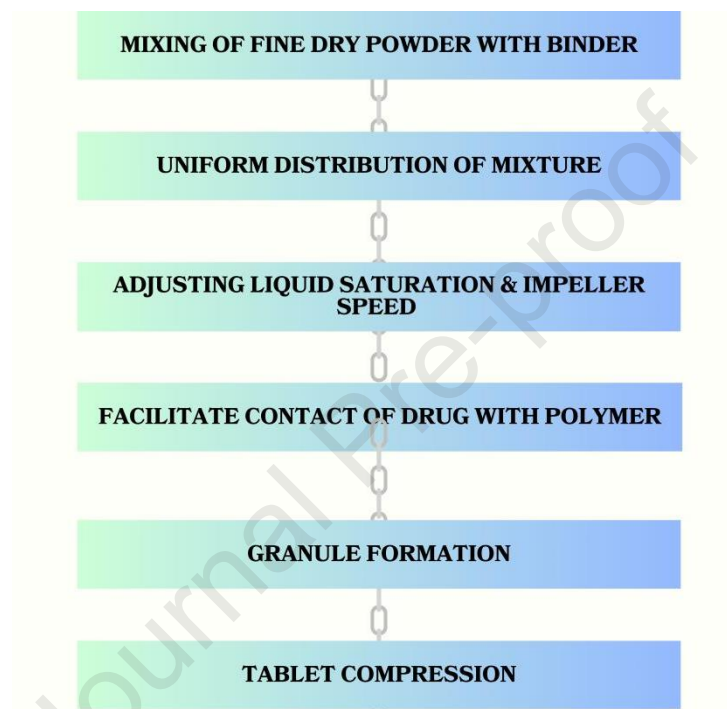 MIXING OF FINE DRY POWDER WITH BINDER
UNIFORM DISTRIBUTION OF MIXTURE
ADJUSTING LIQUID SATURATION & IMPELLER
SPEED
FACILITATE CONTACT OF DRUG WITH POLYMER
GRANULE FORMATION
TABLET COMPRESSION
Journal Pre-proof